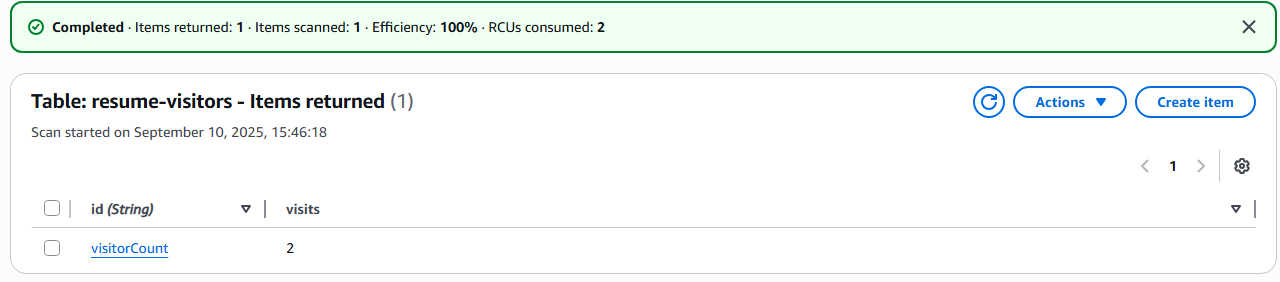 Completed · Items returned: 1 · Items scanned: 1 · Efficiency: 100% · RCUs consumed: 2
Table: resume-visitors - Items returned (1)
Actions
Create item
Scan started on September 10, 2025, 15:46:18
1
id (String)
visits
visitorCount
2